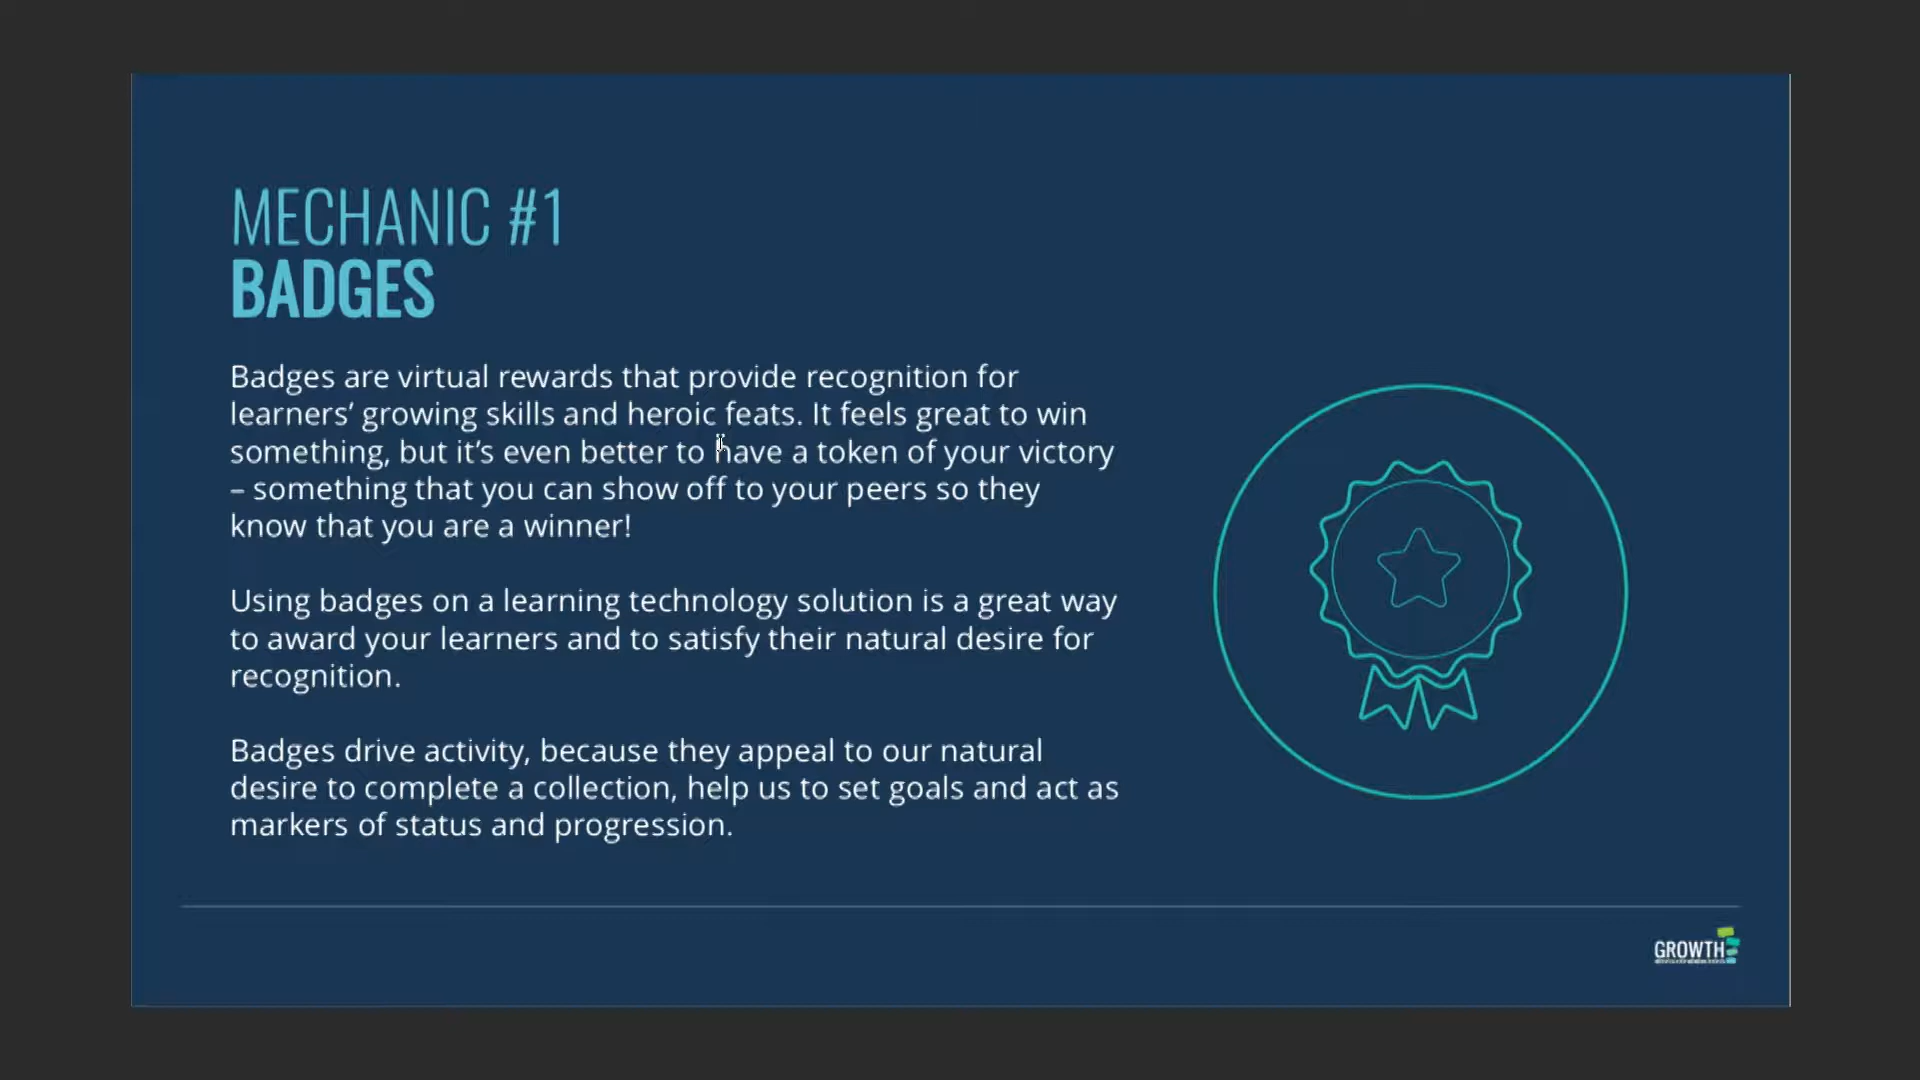 MECHANIC #1
BADGES
Badges are virtual rewards that provide recognition for
learners’ growing skills and heroic feats. It feels great to win
something, but it’s even better to have a token of your victory
– something that you can show off to your peers so they
know that you are a winner!
Using badges on a learning technology solution is a great way
to award your learners and to satisfy their natural desire for
recognition.
Badges drive activity, because they appeal to our natural
desire to complete a collection, help us to set goals and act as
markers of status and progression.
GROWTH